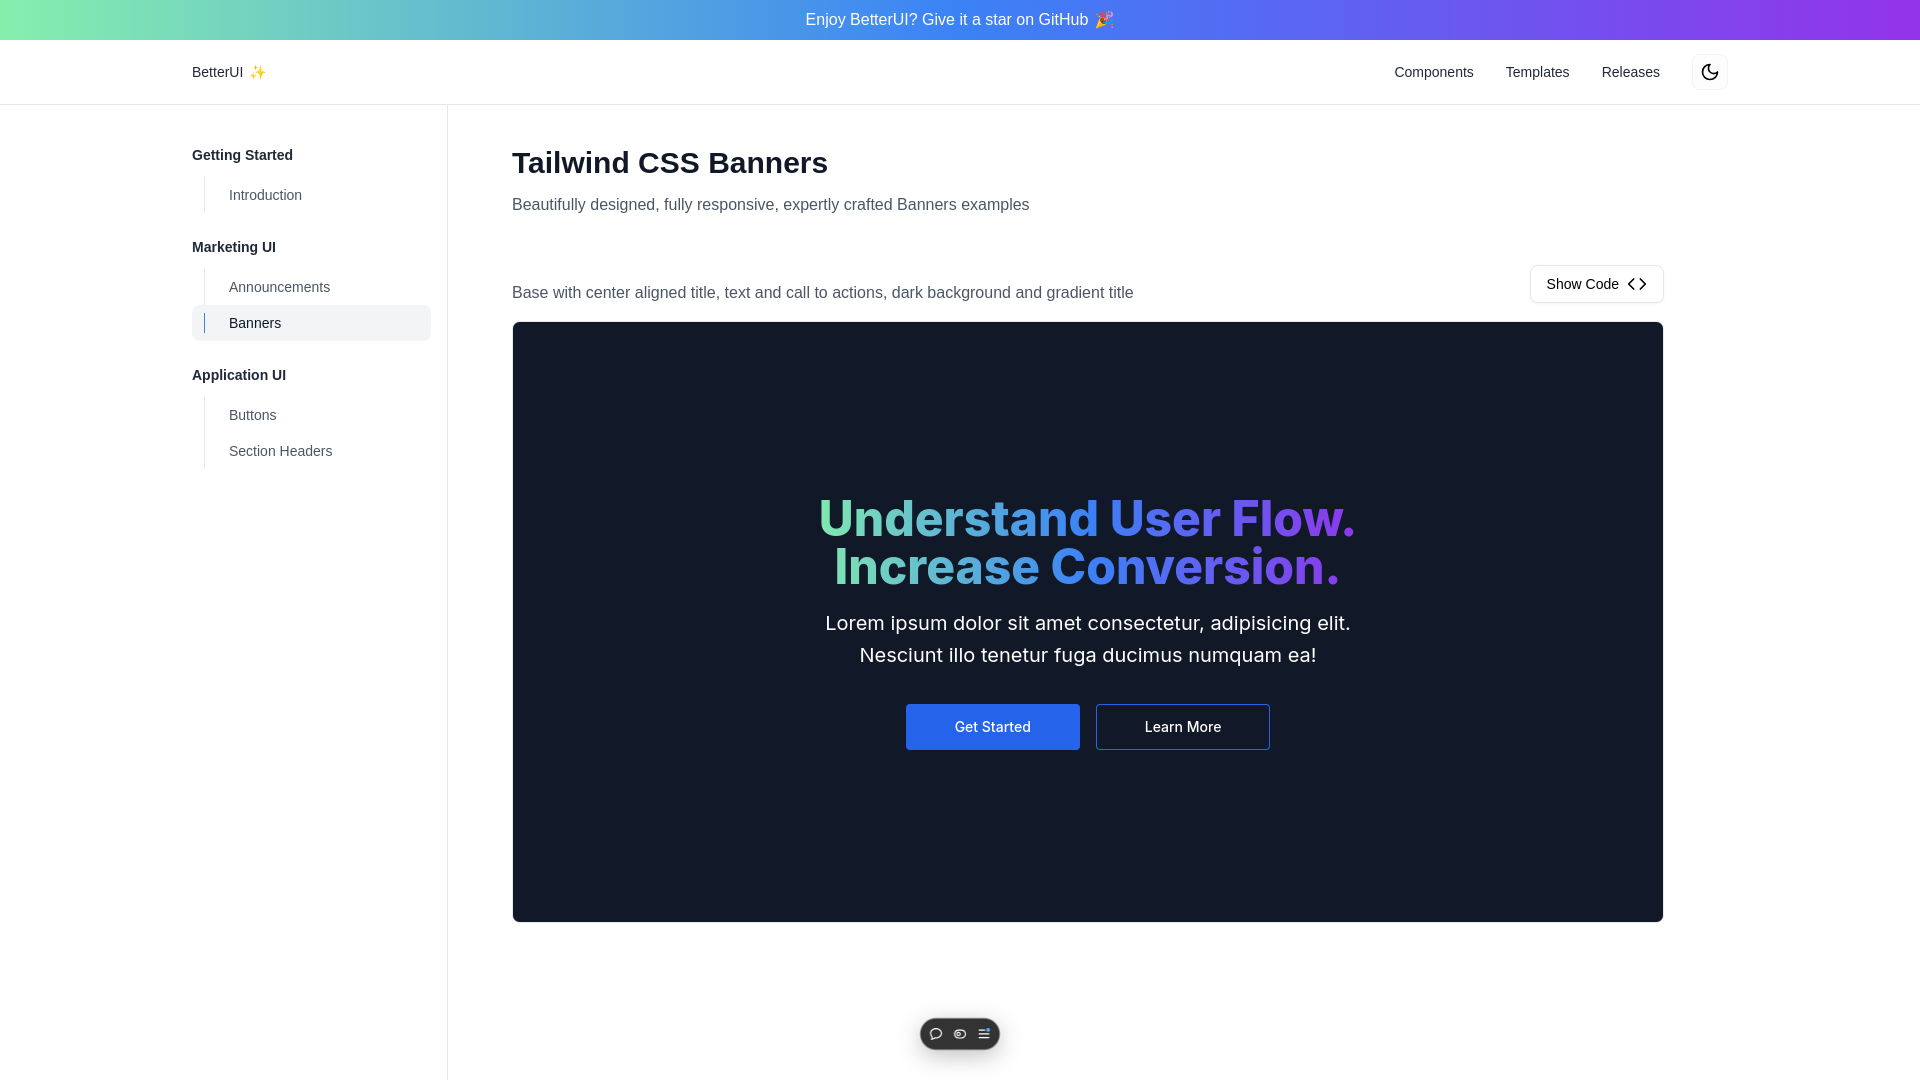 Enjoy BetterUI? Give it a star on GitHub 🎉
BetterUI ✨
Components
Templates
Releases
Getting Started
Introduction
Marketing UI
Announcements
Banners
Application UI
Buttons
Section Headers
Tailwind CSS Banners
Beautifully designed, fully responsive, expertly crafted Banners examples
Base with center aligned title, text and call to actions, dark background and gradient title
Show Code
Understand User Flow.
Increase Conversion.
Lorem ipsum dolor sit amet consectetur, adipisicing elit.
Nesciunt illo tenetur fuga ducimus numquam ea!
Get Started
Learn More